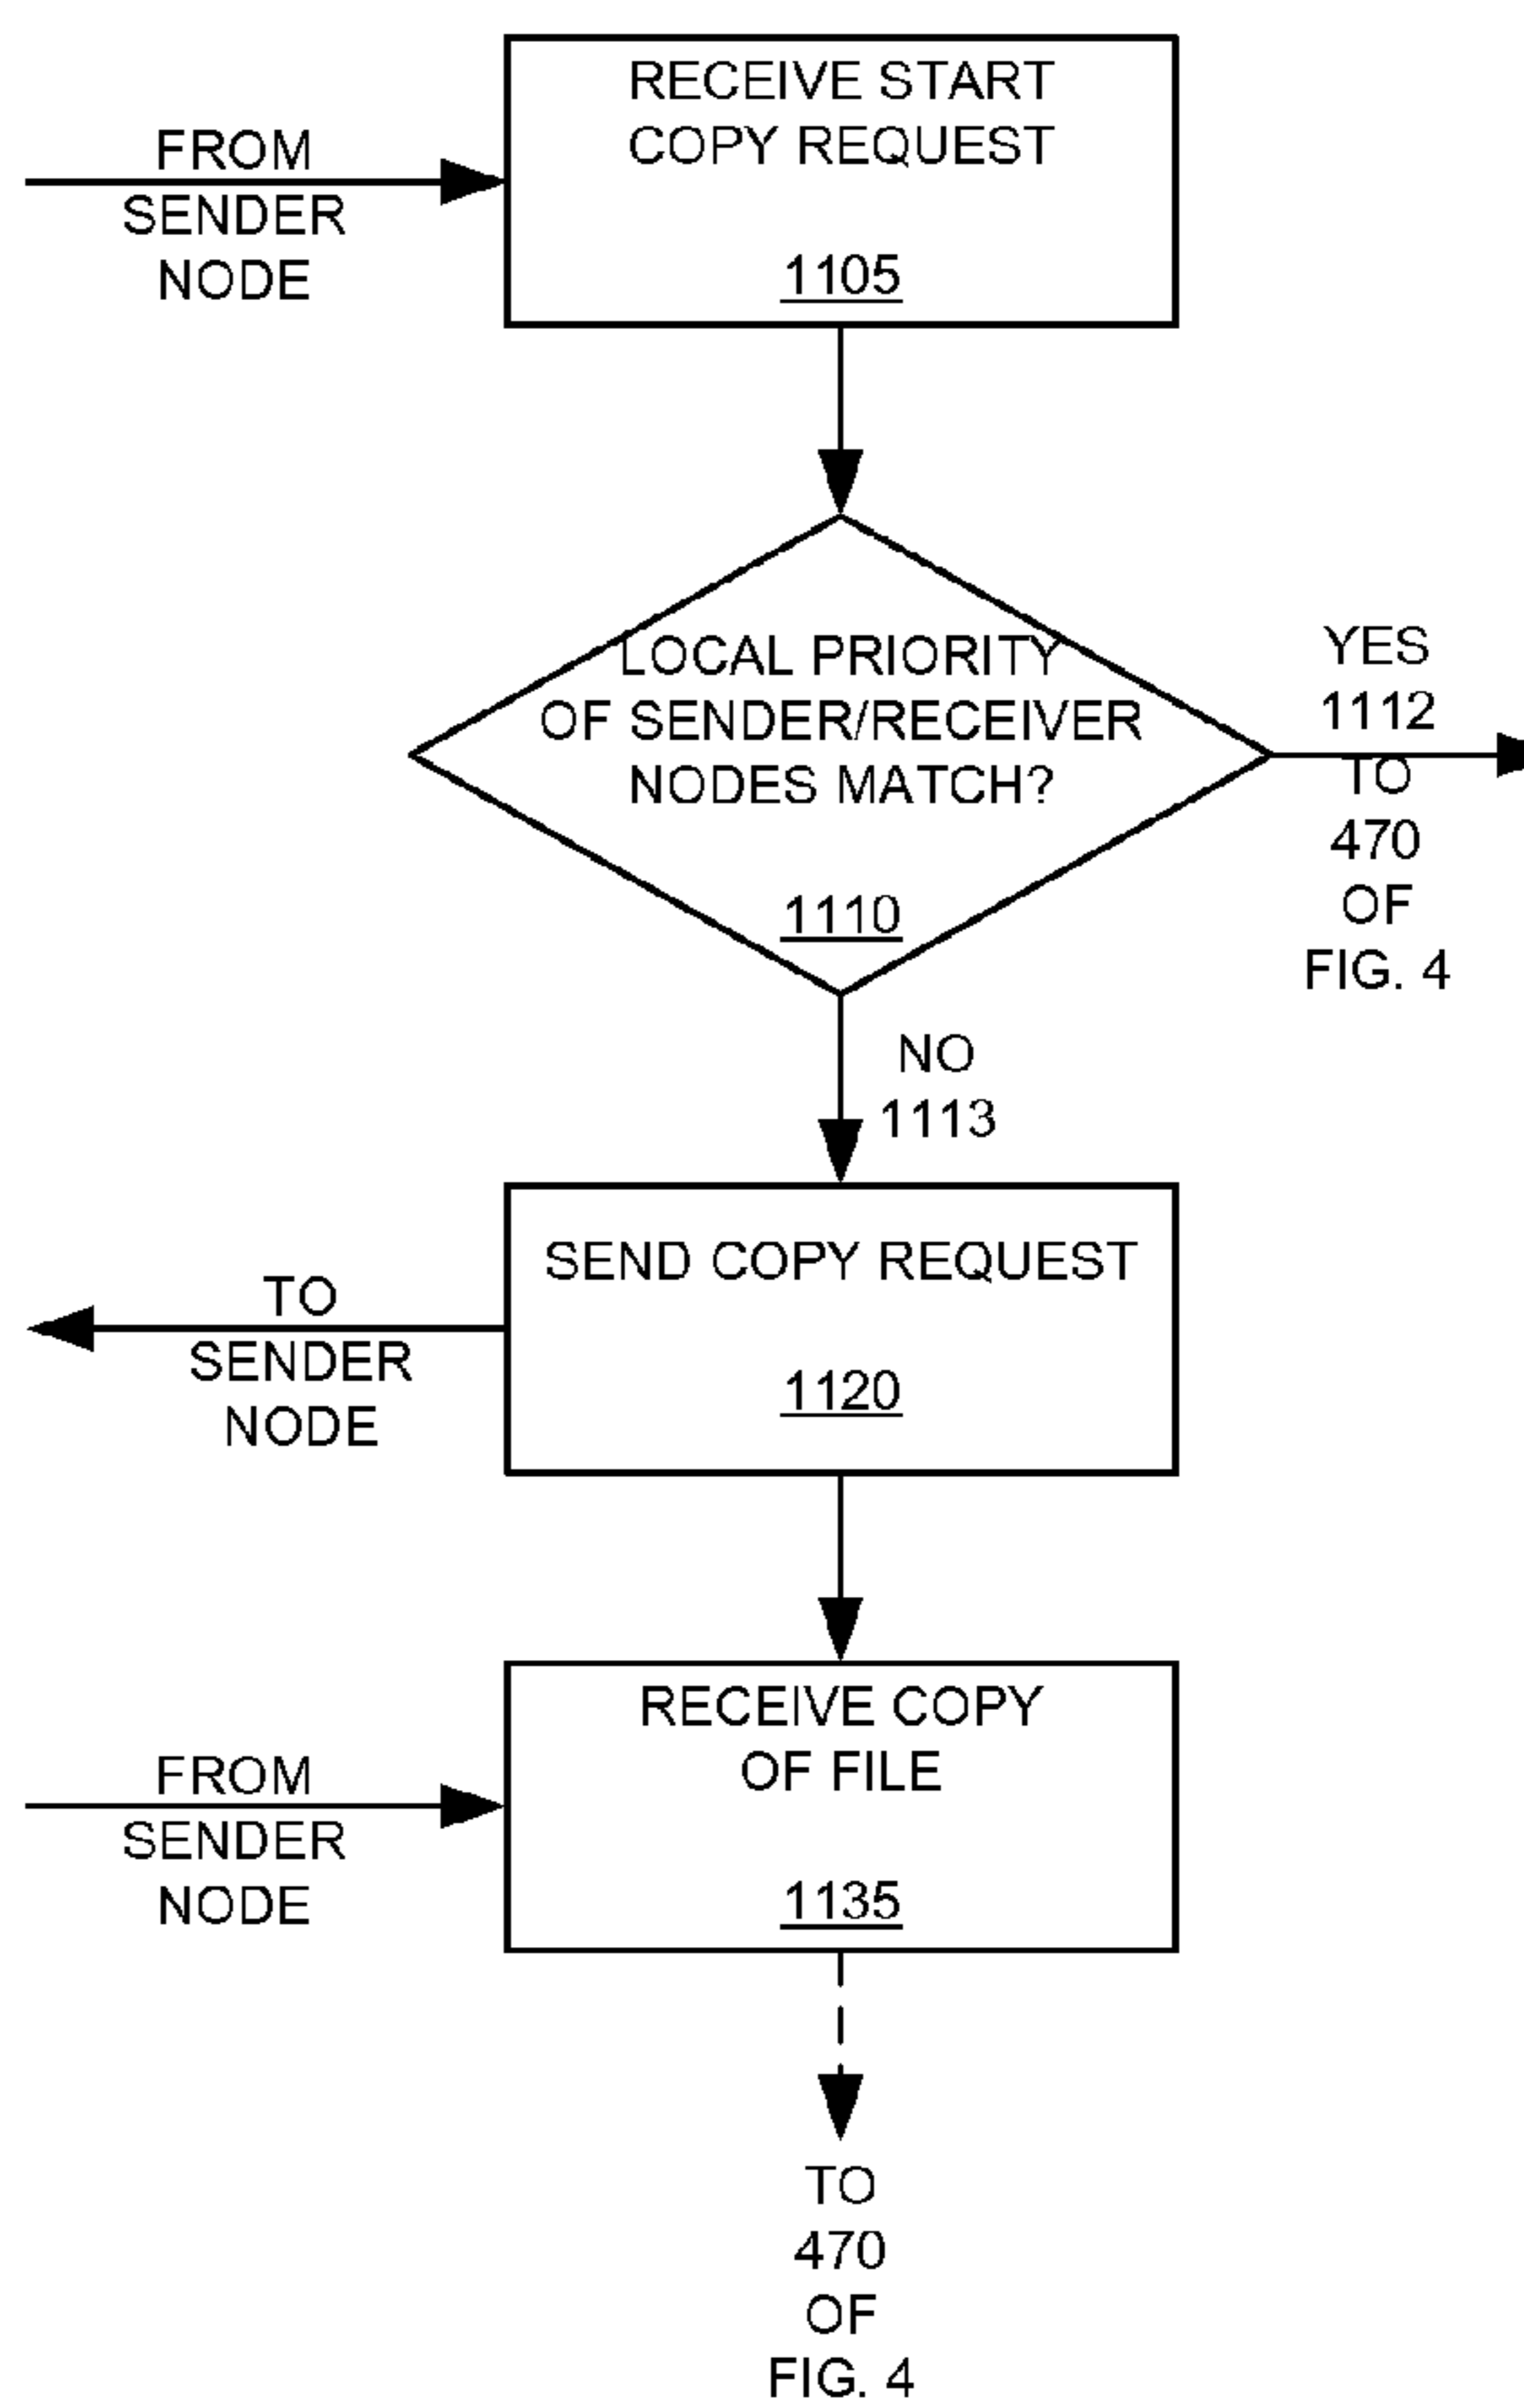 RECEIVE START
COPY REQUEST
1105
FROM
SENDER
NODE
LOCAL PRIORITY
OF SENDER/RECEIVER
NODES MATCH?
1110
YES
1112
TO
470
OF
FIG. 4
NO
1113
SEND COPY REQUEST
1120
TO
SENDER
NODE
RECEIVE COPY
OF FILE
1135
FROM
SENDER
NODE
TO
470
OF
FIG. 4